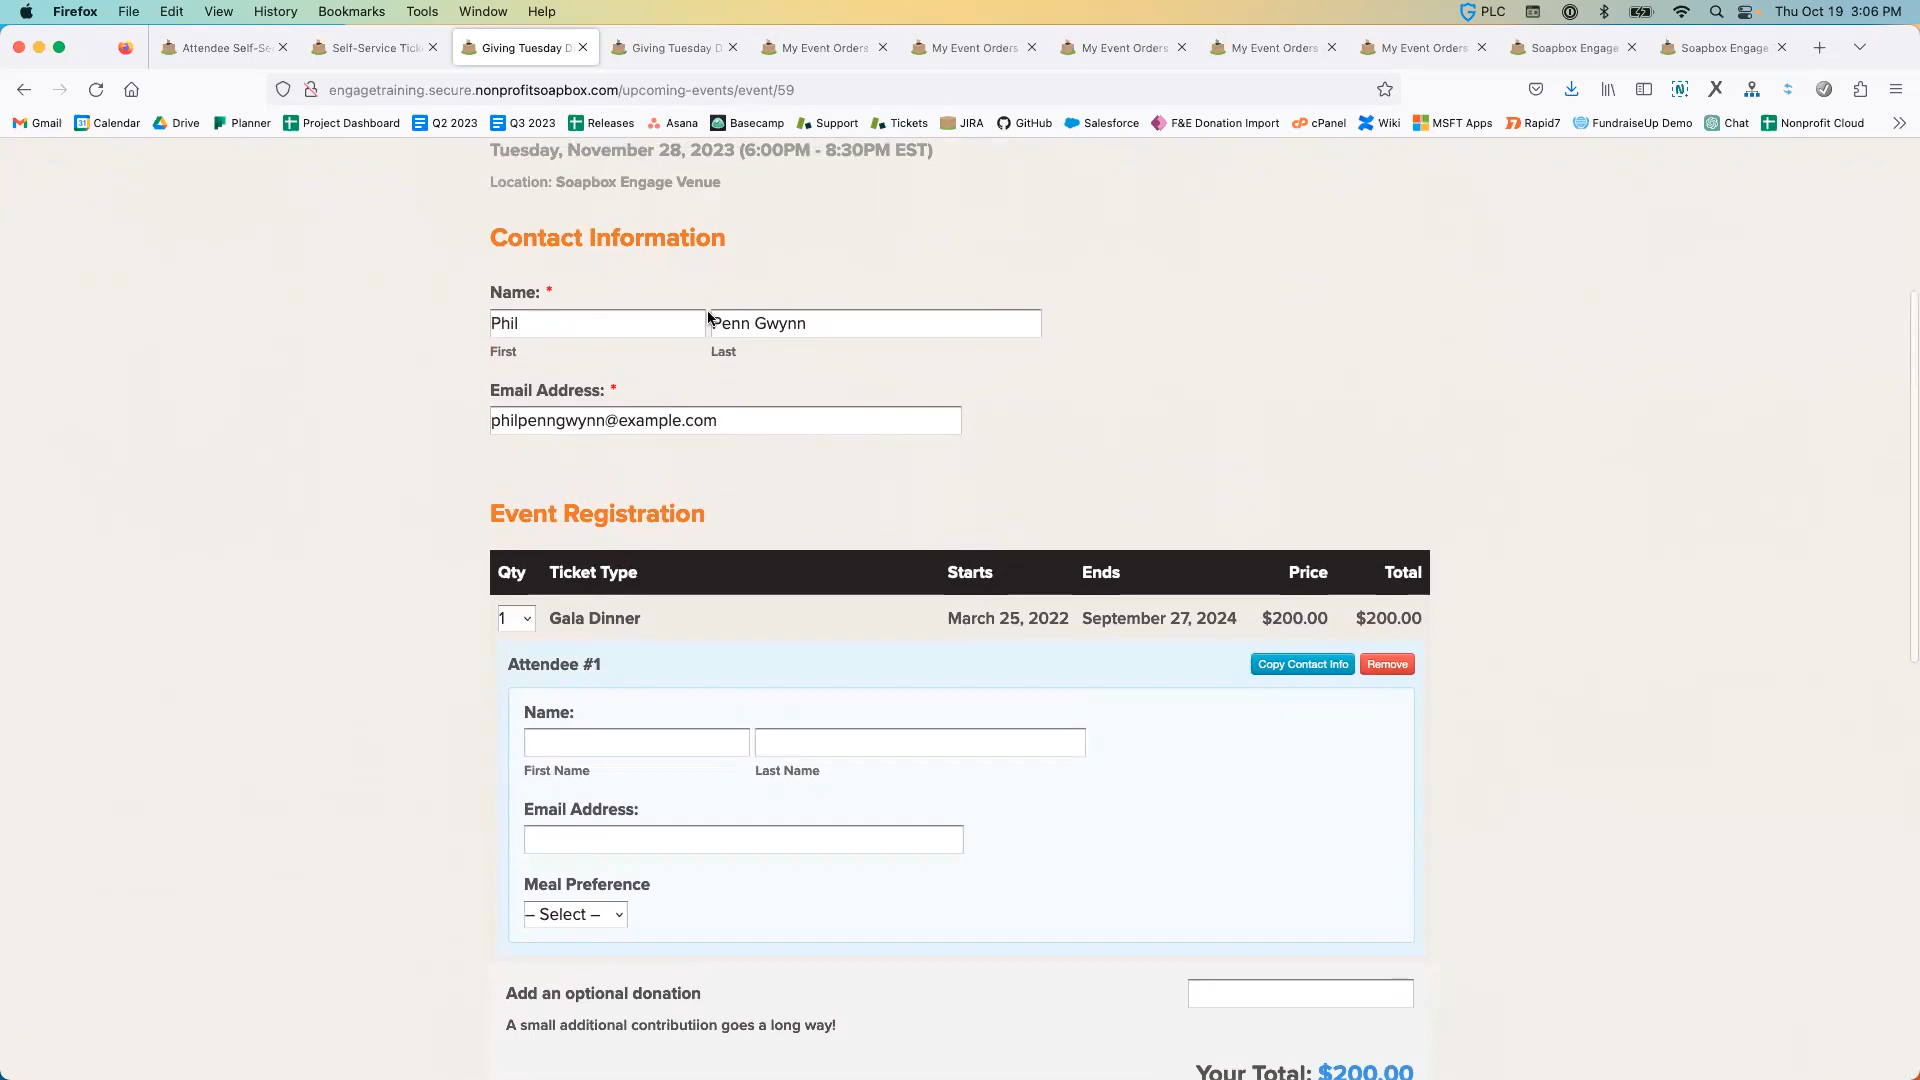 Firefox File Edit View History Bookmarks Tools Window Help PLC Thu Oct 19 3:06 PM
Attendee Self-Se Self-Service Tick Giving Tuesday D Giving Tuesday D My Event Orders My Event Orders My Event Orders My Event Orders My Event Orders Soapbox Engage Soapbox Engage
engagetraining.secure.nonprofitsoapbox.com/upcoming-events/event/59
Gmail Calendar Drive Planner Project Dashboard Q2 2023 Q3 2023 Releases Asana Basecamp Support Tickets JIRA GitHub Salesforce F&E Donation Import cPanel Wiki MSFT Apps Rapid7 FundraiseUp Demo Chat Nonprofit Cloud
Tuesday, November 28, 2023 (6:00PM - 8:30PM EST)
Location: Soapbox Engage Venue
Contact Information
Name: *
Phil Penn Gwynn
First Last
Email Address: *
philpenngwynn@example.com
Event Registration
Qty Ticket Type Starts Ends Price Total
1 Gala Dinner March 25, 2022 September 27, 2024 $200.00 $200.00
Attendee #1 Copy Contact Info Remove
Name:
First Name Last Name
Email Address:
Meal Preference
– Select –
Add an optional donation
A small additional contributiion goes a long way!
Your Total: $200.00